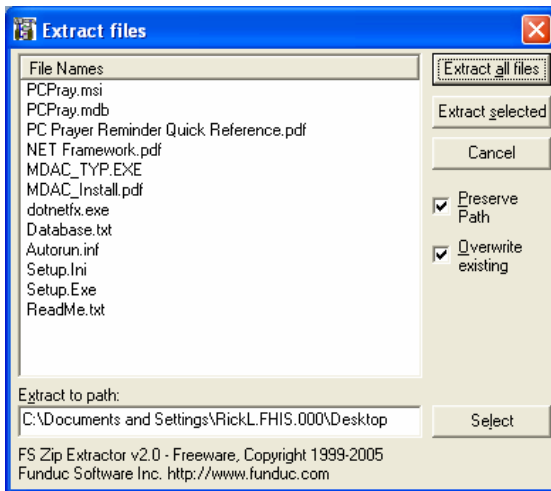 Extract files
File Names
PCPray.msi
PCPray.mdb
PC Prayer Reminder Quick Reference.pdf
NET Framework.pdf
MDAC_TYP.EXE
MDAC_Install.pdf
dotnetfx.exe
Database.txt
Autorun.inf
Setup.Ini
Setup.Exe
ReadMe.txt
Extract all files
Extract selected
Cancel
Preserve
Path
Overwrite
existing
Extract to path:
C:\Documents and Settings\RickL.FHIS.000\Desktop
Select
FS Zip Extractor v2.0 - Freeware, Copyright 1999-2005
Funduc Software Inc. http://www.funduc.com